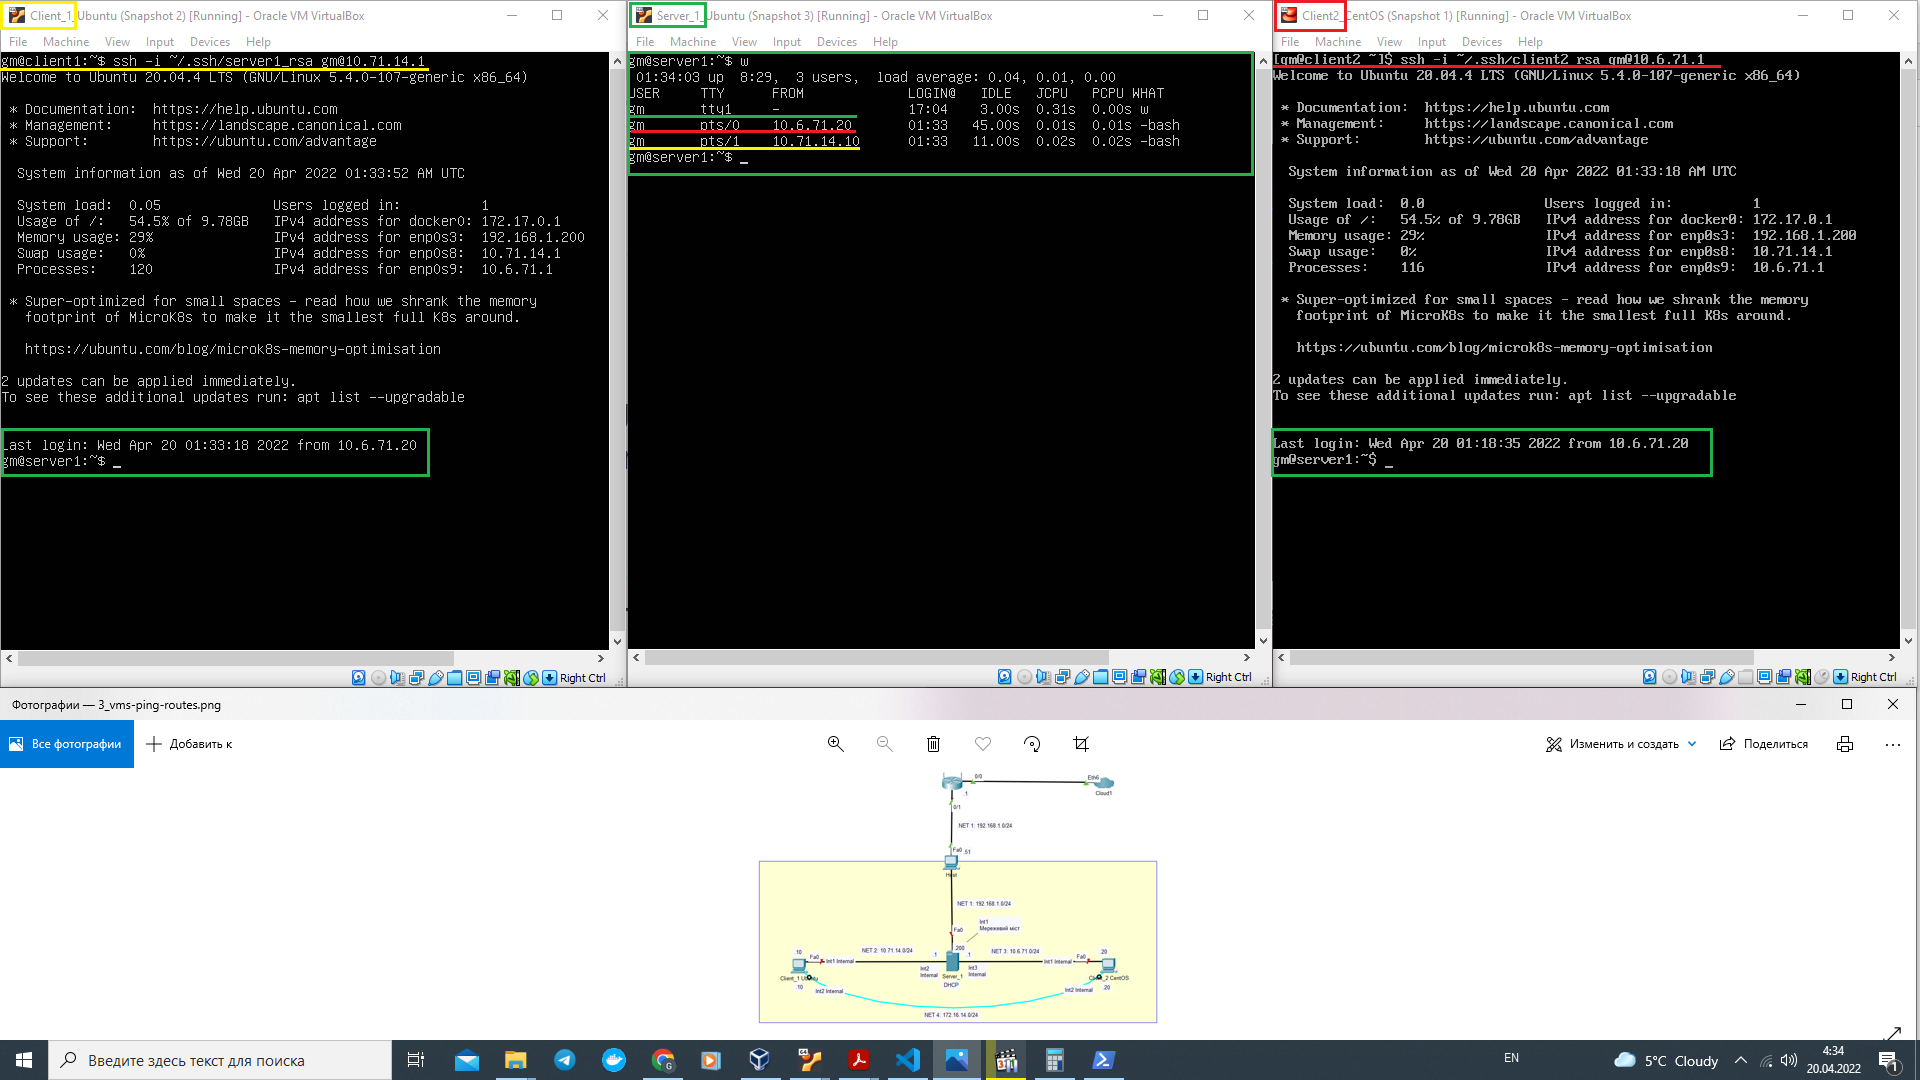 Client_1_Ubuntu (Snapshot 2) [Running] - Oracle VM VirtualBox
File Machine View Input Devices Help
gm@client1:~$ ssh -i ~/.ssh/server1_rsa gm@10.71.14.1
Welcome to Ubuntu 20.04.4 LTS (GNU/Linux 5.4.0-107-generic x86_64)
* Documentation: https://help.ubuntu.com
* Management: https://landscape.canonical.com
* Support: https://ubuntu.com/advantage
System information as of Wed 20 Apr 2022 01:33:52 AM UTC
System load: 0.05 Users logged in: 1
Usage of /: 54.5% of 9.78GB IPv4 address for docker0: 172.17.0.1
Memory usage: 29% IPv4 address for enp0s3: 192.168.1.200
Swap usage: 0% IPv4 address for enp0s8: 10.71.14.1
Processes: 120 IPv4 address for enp0s9: 10.6.71.1
* Super-optimized for small spaces - read how we shrank the memory
footprint of MicroK8s to make it the smallest full K8s around.
https://ubuntu.com/blog/microk8s-memory-optimisation
2 updates can be applied immediately.
To see these additional updates run: apt list --upgradable
Last login: Wed Apr 20 01:33:18 2022 from 10.6.71.20
gm@server1:~$ _
Right Ctrl
Server_1_Ubuntu (Snapshot 3) [Running] - Oracle VM VirtualBox
File Machine View Input Devices Help
gm@server1:~$ w
01:34:03 up 8:29, 3 users, load average: 0.04, 0.01, 0.00
USER TTY FROM LOGIN@ IDLE JCPU PCPU WHAT
gm tty1 - 17:04 3.00s 0.31s 0.00s w
gm pts/0 10.6.71.20 01:33 45.00s 0.01s 0.01s -bash
gm pts/1 10.71.14.10 01:33 11.00s 0.02s 0.02s -bash
gm@server1:~$ _
Right Ctrl
Client2_CentOS (Snapshot 1) [Running] - Oracle VM VirtualBox
File Machine View Input Devices Help
[gm@client2 ~]$ ssh -i ~/.ssh/client2_rsa gm@10.6.71.1
Welcome to Ubuntu 20.04.4 LTS (GNU/Linux 5.4.0-107-generic x86_64)
* Documentation: https://help.ubuntu.com
* Management: https://landscape.canonical.com
* Support: https://ubuntu.com/advantage
System information as of Wed 20 Apr 2022 01:33:18 AM UTC
System load: 0.0 Users logged in: 1
Usage of /: 54.5% of 9.78GB IPv4 address for docker0: 172.17.0.1
Memory usage: 29% IPv4 address for enp0s3: 192.168.1.200
Swap usage: 0% IPv4 address for enp0s8: 10.71.14.1
Processes: 116 IPv4 address for enp0s9: 10.6.71.1
* Super-optimized for small spaces - read how we shrank the memory
footprint of MicroK8s to make it the smallest full K8s around.
https://ubuntu.com/blog/microk8s-memory-optimisation
2 updates can be applied immediately.
To see these additional updates run: apt list --upgradable
Last login: Wed Apr 20 01:18:35 2022 from 10.6.71.20
gm@server1:~$ _
Right Ctrl
Фотографии — 3_vms-ping-routes.png
Все фотографии Добавить к Изменить и создать Поделиться
0/0 Eth6
.1 Cloud1
0/1
NET 1: 192.168.1.0/24
Fa0 .51
Host
NET 1: 192.168.1.0/24
Int1
Мережевий міст
Fa0
.10 NET 2: 10.71.14.0/24 .1 .200 .1 NET 3: 10.6.71.0/24 .20
Fa0 Int1 Internal Int1 Internal Fa0
Int2 Internal Int3 Internal
Client_1 Ubuntu Server_1 DHCP Client_2 CentOS
.10 Int2 Internal Int2 Internal .20
NET 4: 172.16.14.0/24
Введите здесь текст для поиска
EN 5°C Cloudy 4:34
20.04.2022
1